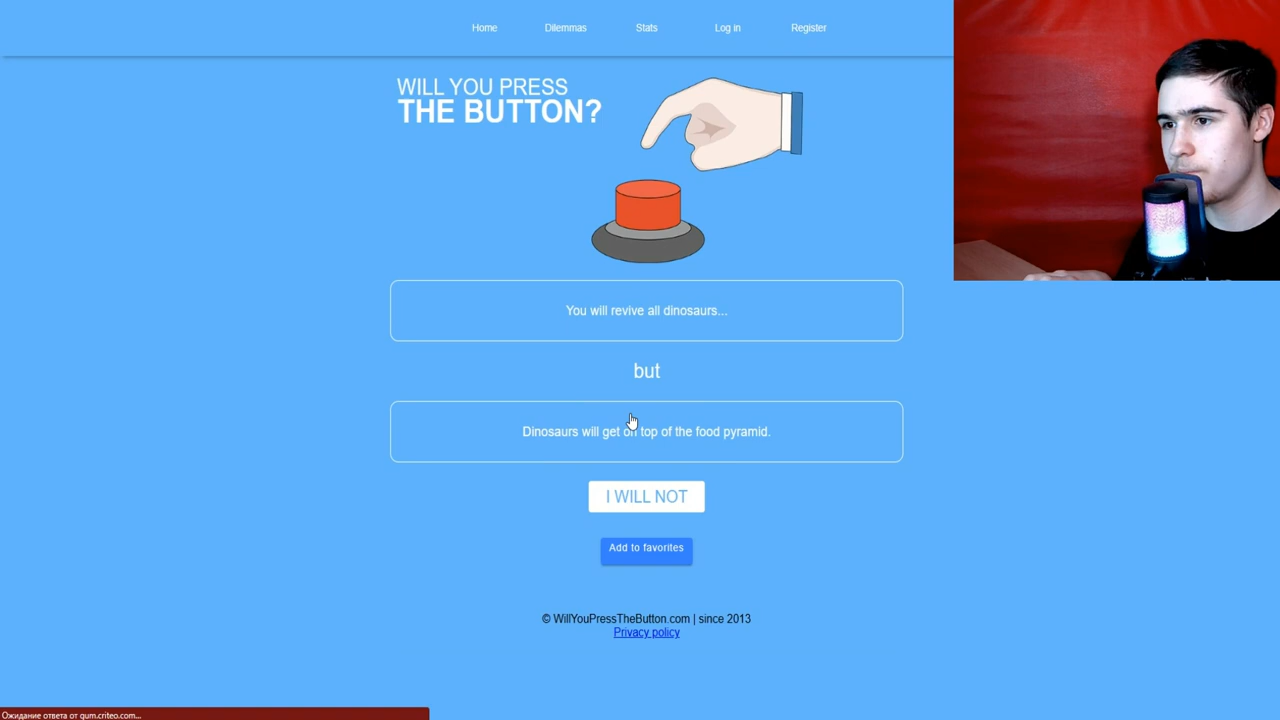 Home Dilemmas Stats Log in Register
WILL YOU PRESS
THE BUTTON?
You will revive all dinosaurs...
but
Dinosaurs will get on top of the food pyramid.
I WILL NOT
Add to favorites
© WillYouPressTheButton.com | since 2013
Privacy policy
Ожидание ответа от gum.criteo.com...